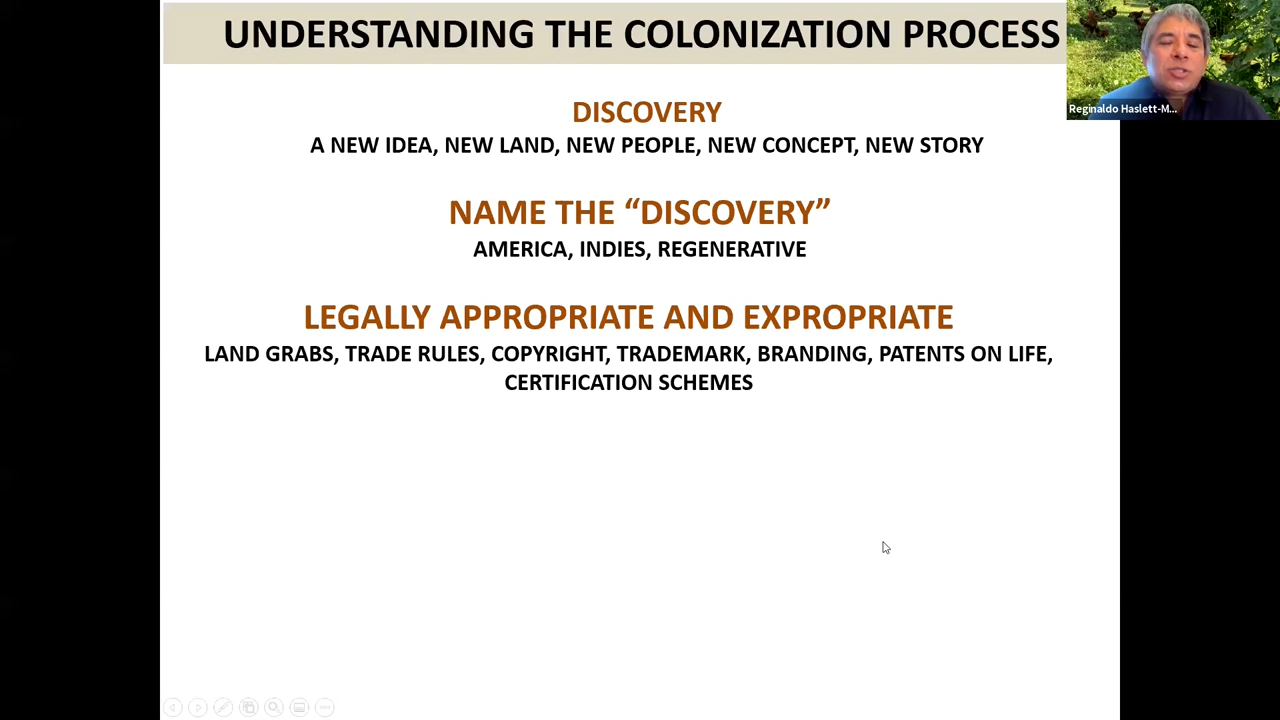 UNDERSTANDING THE COLONIZATION PROCESS
Reginaldo Haslett-M...
DISCOVERY
A NEW IDEA, NEW LAND, NEW PEOPLE, NEW CONCEPT, NEW STORY
NAME THE “DISCOVERY”
AMERICA, INDIES, REGENERATIVE
LEGALLY APPROPRIATE AND EXPROPRIATE
LAND GRABS, TRADE RULES, COPYRIGHT, TRADEMARK, BRANDING, PATENTS ON LIFE,
CERTIFICATION SCHEMES